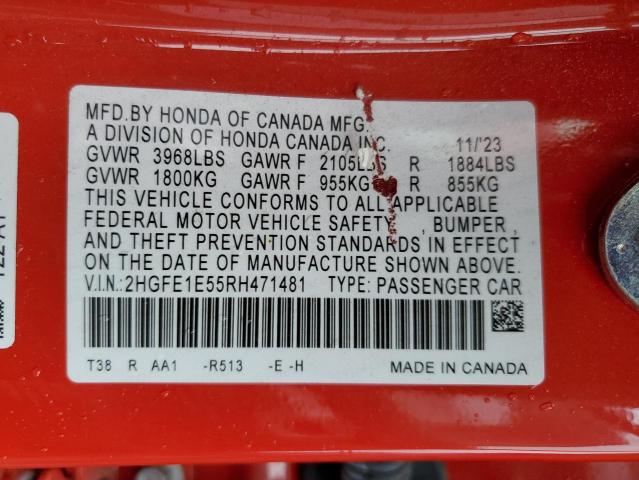 MFD.BY HONDA OF CANADA MFG.
A DIVISION OF HONDA CANADA INC. 11/'23
GVWR 3968LBS GAWR F 2105LBS R 1884LBS
GVWR 1800KG GAWR F 955KG R 855KG
THIS VEHICLE CONFORMS TO ALL APPLICABLE
FEDERAL MOTOR VEHICLE SAFETY , BUMPER ,
AND THEFT PREVENTION STANDARDS IN EFFECT
ON THE DATE OF MANUFACTURE SHOWN ABOVE.
V.I.N.: 2HGFE1E55RH471481 TYPE: PASSENGER CAR
T38 R AA1 -R513 -E -H MADE IN CANADA